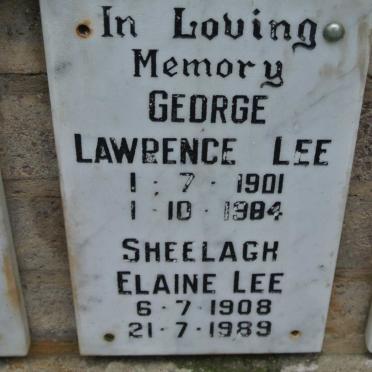 In Loving
Memory
GEORGE
LAWRENCE LEE
1 · 7 · 1901
1 · 10 · 1984
SHEELAGH
ELAINE LEE
6 · 7 · 1908
21 · 7 · 1989